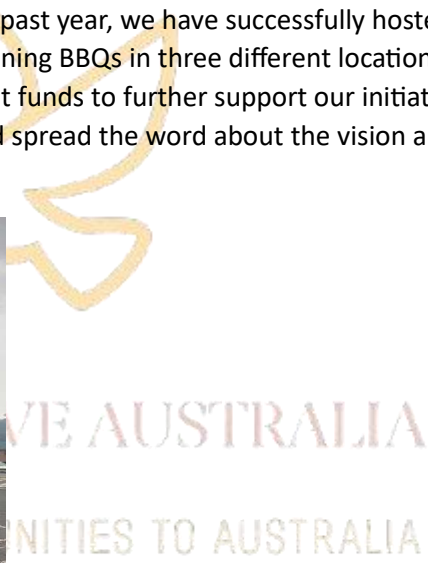 past year, we have successfully hoste
ning BBQs in three different location
t funds to further support our initiat
spread the word about the vision a
VE AUSTRALIA
NITIES TO AUSTRALIA